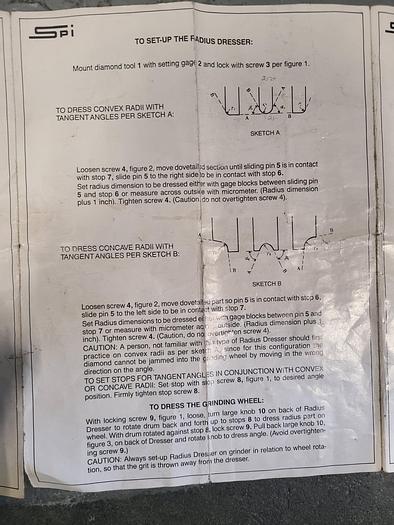 SPi
TO SET-UP THE RADIUS DRESSER:
Mount diamond tool 1 with setting gage 2 and lock with screw 3 per figure 1.
TO DRESS CONVEX RADII WITH
TANGENT ANGLES PER SKETCH A:
A B
SKETCH A
Loosen screw 4, figure 2, move dovetailed section until sliding pin 5 is in contact
with stop 7, slide pin 5 to the right side to be in contact with stop 6.
Set radius dimension to be dressed either with gage blocks between sliding pin
5 and stop 6 or measure across outside with micrometer. (Radius dimension
plus 1 inch). Tighten screw 4. (Caution, do not overtighten screw 4).
TO DRESS CONCAVE RADII WITH
TANGENT ANGLES PER SKETCH B:
A
B
B
A
SKETCH B
Loosen screw 4, figure 2, move dovetailed part so pin 5 is in contact with stop 6,
slide pin 5 to the left side to be in contact with stop 7.
Set Radius dimensions to be dressed either with gage blocks between pin 5 and
stop 7 or measure with micrometer across outside. (Radius dimension plus 1
inch). Tighten screw 4. (Caution, do not overtighten screw 4).
CAUTION: A person, not familiar with this type of Radius Dresser should first
practice on convex radii as per sketch A since for this configuration the
diamond cannot be jammed into the grinding wheel by moving in the wrong
direction on the angle.
TO SET STOPS FOR TANGENT ANGLES IN CONJUNCTION WITH CONVEX
OR CONCAVE RADII: Set stop with stop screw 8, figure 1, to desired angle
position. Firmly tighten stop screw 8.
TO DRESS THE GRINDING WHEEL:
With locking screw 9, figure 1, loose, turn large knob 10 on back of Radius
Dresser to rotate drum back and forth up to stops 8 to dress radius part on
wheel. With drum rotated against stop 8, lock screw 9. Pull back large knob 10,
figure 3, on back of Dresser and rotate knob to dress angle. (Avoid overtighten-
ing screw 9.)
CAUTION: Always set-up Radius Dresser on grinder in relation to wheel rota-
tion, so that the grit is thrown away from the dresser.